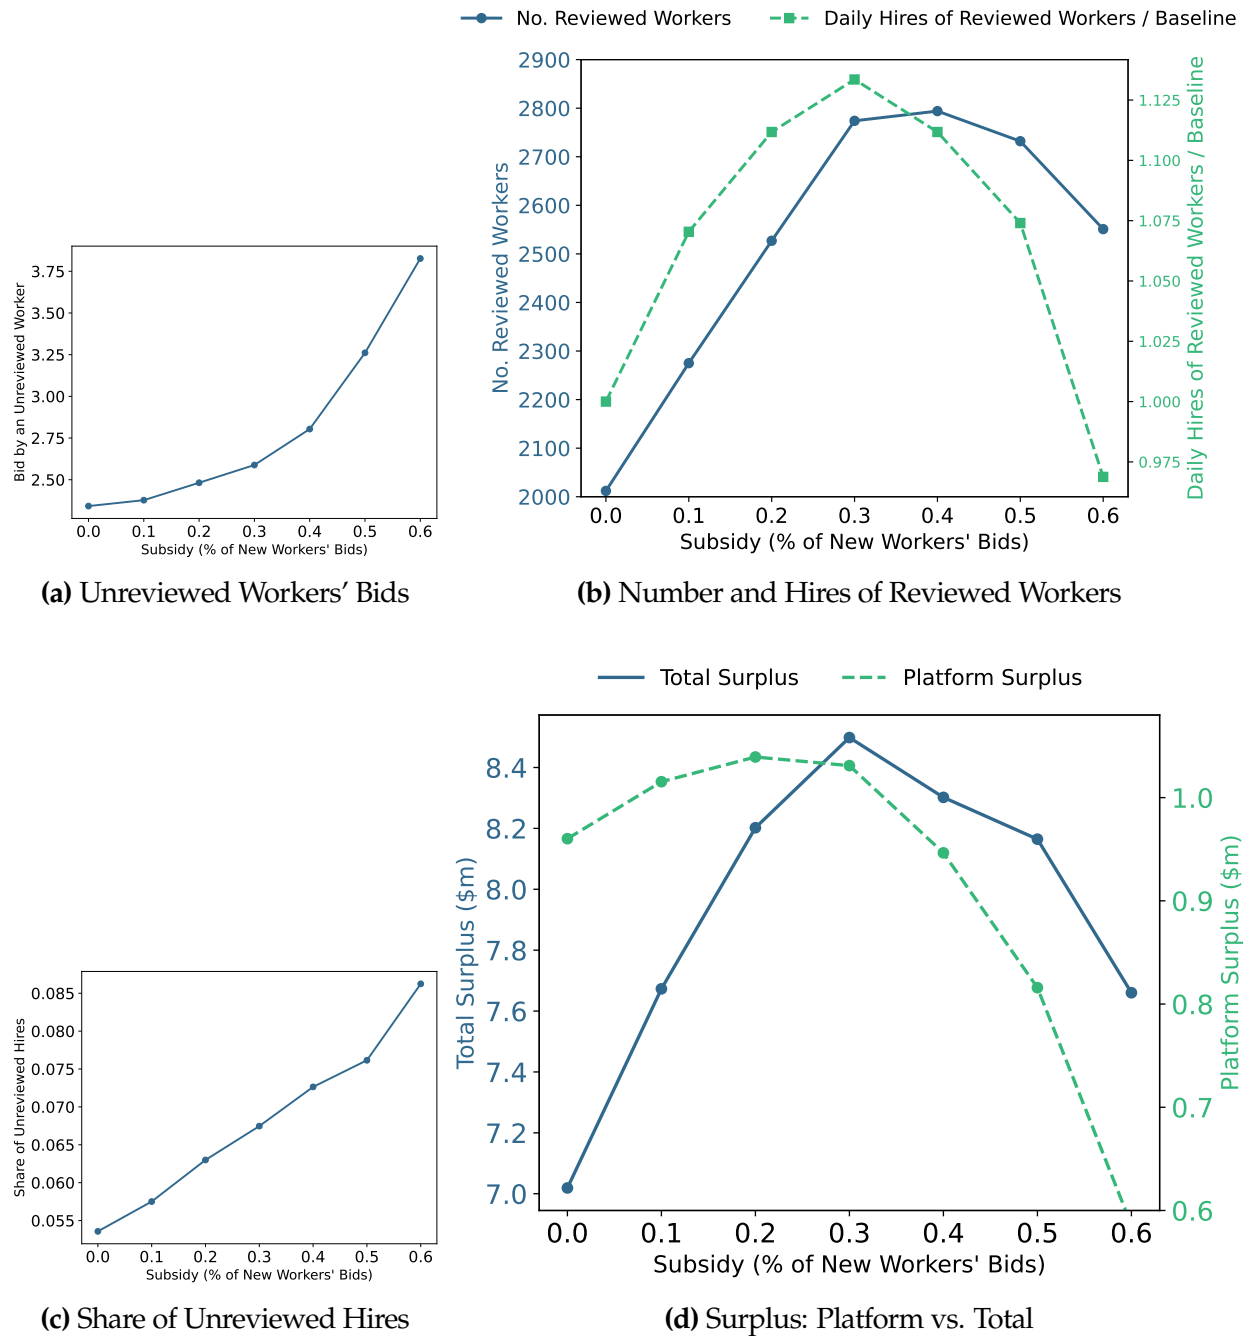 3.75
3.50
3.25
3.00
2.75
2.50
Bid by an Unreviewed Worker
0.0 0.1 0.2 0.3 0.4 0.5 0.6
Subsidy (% of New Workers' Bids)
(a) Unreviewed Workers’ Bids
No. Reviewed Workers Daily Hires of Reviewed Workers / Baseline
2900
2800
2700
2600
2500
2400
2300
2200
2100
2000
No. Reviewed Workers
1.125
1.100
1.075
1.050
1.025
1.000
0.975
Daily Hires of Reviewed Workers / Baseline
0.0 0.1 0.2 0.3 0.4 0.5 0.6
Subsidy (% of New Workers' Bids)
(b) Number and Hires of Reviewed Workers
0.085
0.080
0.075
0.070
0.065
0.060
0.055
Share of Unreviewed Hires
0.0 0.1 0.2 0.3 0.4 0.5 0.6
Subsidy (% of New Workers' Bids)
(c) Share of Unreviewed Hires
Total Surplus Platform Surplus
8.4
8.2
8.0
7.8
7.6
7.4
7.2
7.0
Total Surplus ($m)
1.0
0.9
0.8
0.7
0.6
Platform Surplus ($m)
0.0 0.1 0.2 0.3 0.4 0.5 0.6
Subsidy (% of New Workers' Bids)
(d) Surplus: Platform vs. Total